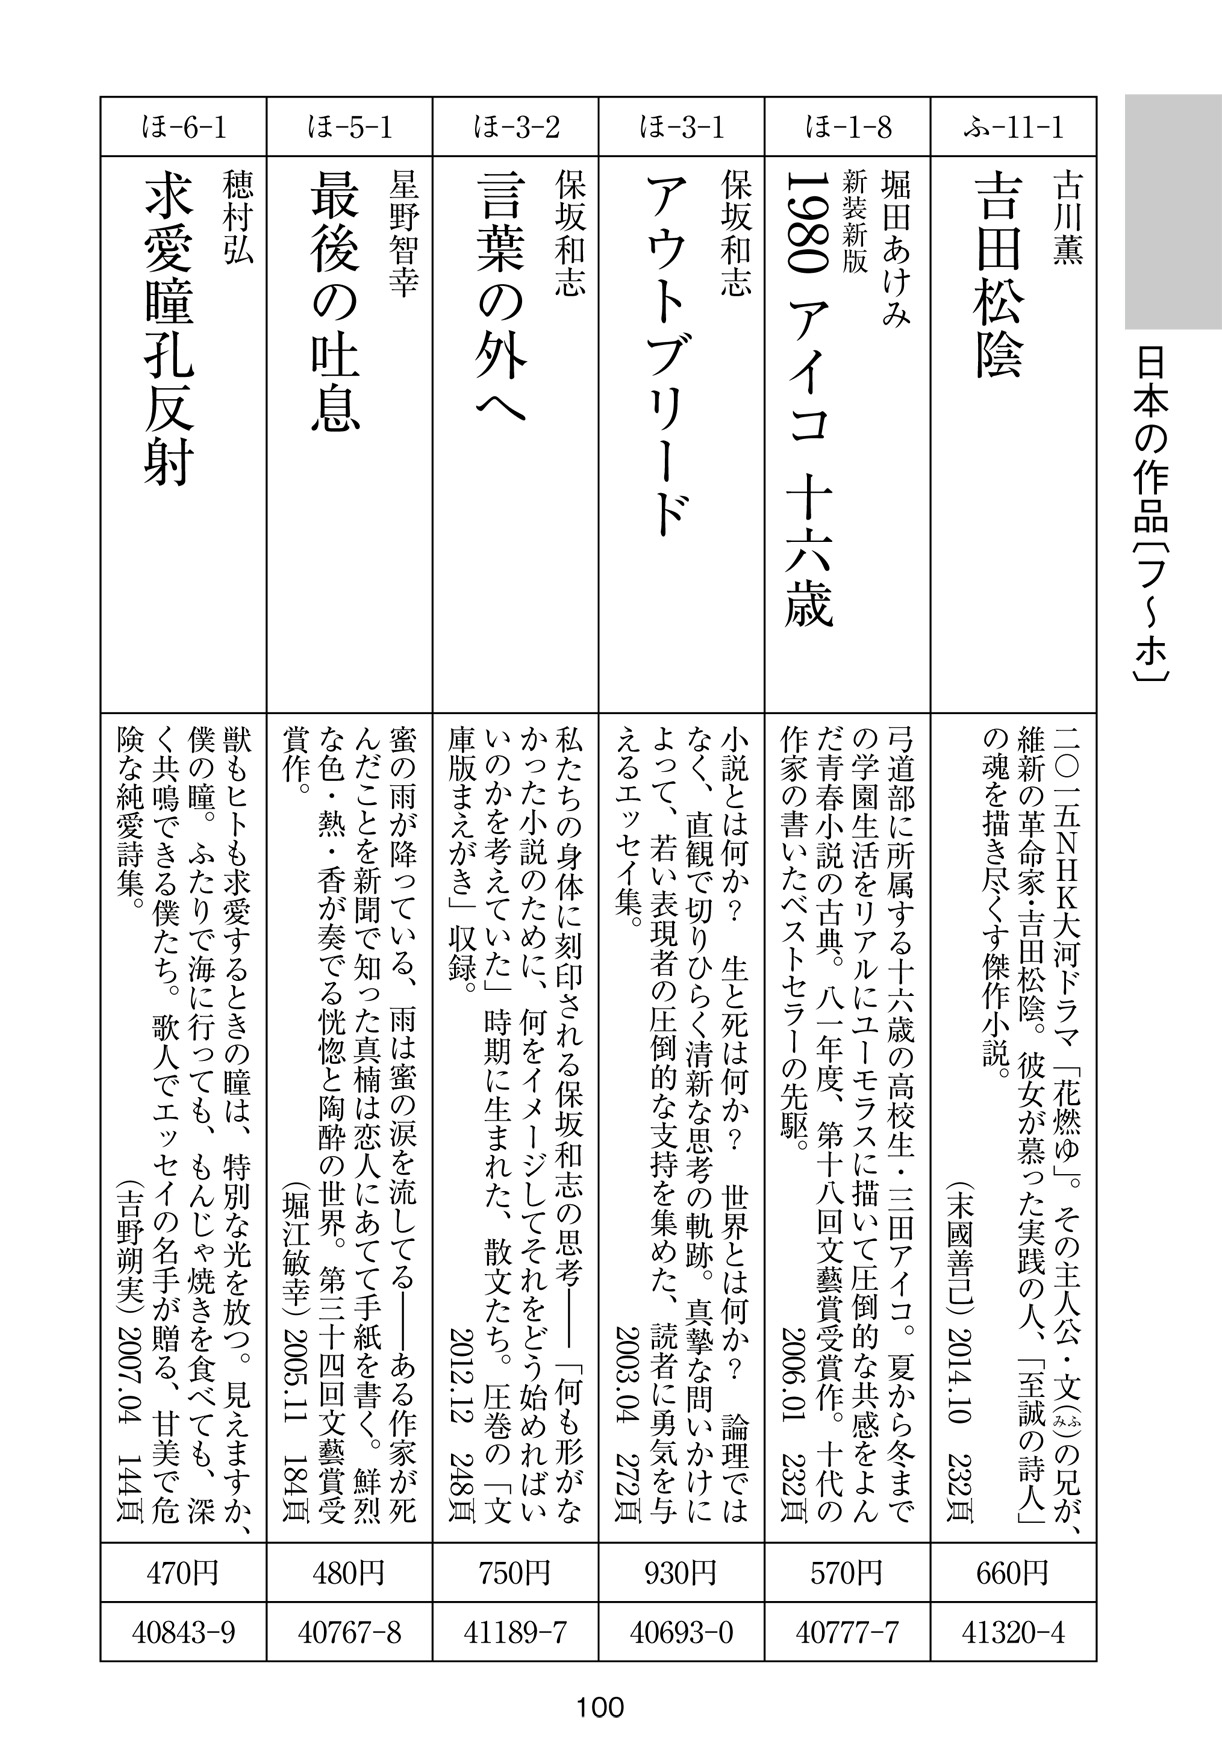 日本の作品〔フ〜ホ〕
ふ-11-1
古川薫
吉田松陰
二〇一五NHK大河ドラマ「花燃ゆ」。その主人公・文（ふみ）の兄が、
維新の革命家・吉田松陰。彼女が慕った実践の人、「至誠の詩人」
の魂を描き尽くす傑作小説。
（末國善己）2014.10 232頁
660円
41320-4
ほ-1-8
堀田あけみ
新装新版
1980 アイコ 十六歳
弓道部に所属する十六歳の高校生・三田アイコ。夏から冬まで
の学園生活をリアルにユーモラスに描いて圧倒的な共感をよん
だ青春小説の古典。八一年度、第十八回文藝賞受賞作。十代の
作家の書いたベストセラーの先駆。
2006.01 232頁
570円
40777-7
ほ-3-1
保坂和志
アウトブリード
小説とは何か？ 生と死は何か？ 世界とは何か？ 論理では
なく、直観で切りひらく清新な思考の軌跡。真摯な問いかけに
よって、若い表現者の圧倒的な支持を集めた、読者に勇気を与
えるエッセイ集。
2003.04 272頁
930円
40693-0
ほ-3-2
保坂和志
言葉の外へ
私たちの身体に刻印される保坂和志の思考――「何も形がな
かった小説のために、何をイメージしてそれをどう始めればい
いのかを考えていた」時期に生まれた、散文たち。圧巻の「文
庫版まえがき」収録。
2012.12 248頁
750円
41189-7
ほ-5-1
星野智幸
最後の吐息
蜜の雨が降っている、雨は蜜の涙を流してる――ある作家が死
んだことを新聞で知った真楠は恋人にあてて手紙を書く。鮮烈
な色・熱・香が奏でる恍惚と陶酔の世界。第三十四回文藝賞受
賞作。
（堀江敏幸）2005.11 184頁
480円
40767-8
ほ-6-1
穂村弘
求愛瞳孔反射
獣もヒトも求愛するときの瞳は、特別な光を放つ。見えますか、
僕の瞳。ふたりで海に行っても、もんじゃ焼きを食べても、深
く共鳴できる僕たち。歌人でエッセイの名手が贈る、甘美で危
険な純愛詩集。
（吉野朔実）2007.04 144頁
470円
40843-9
100